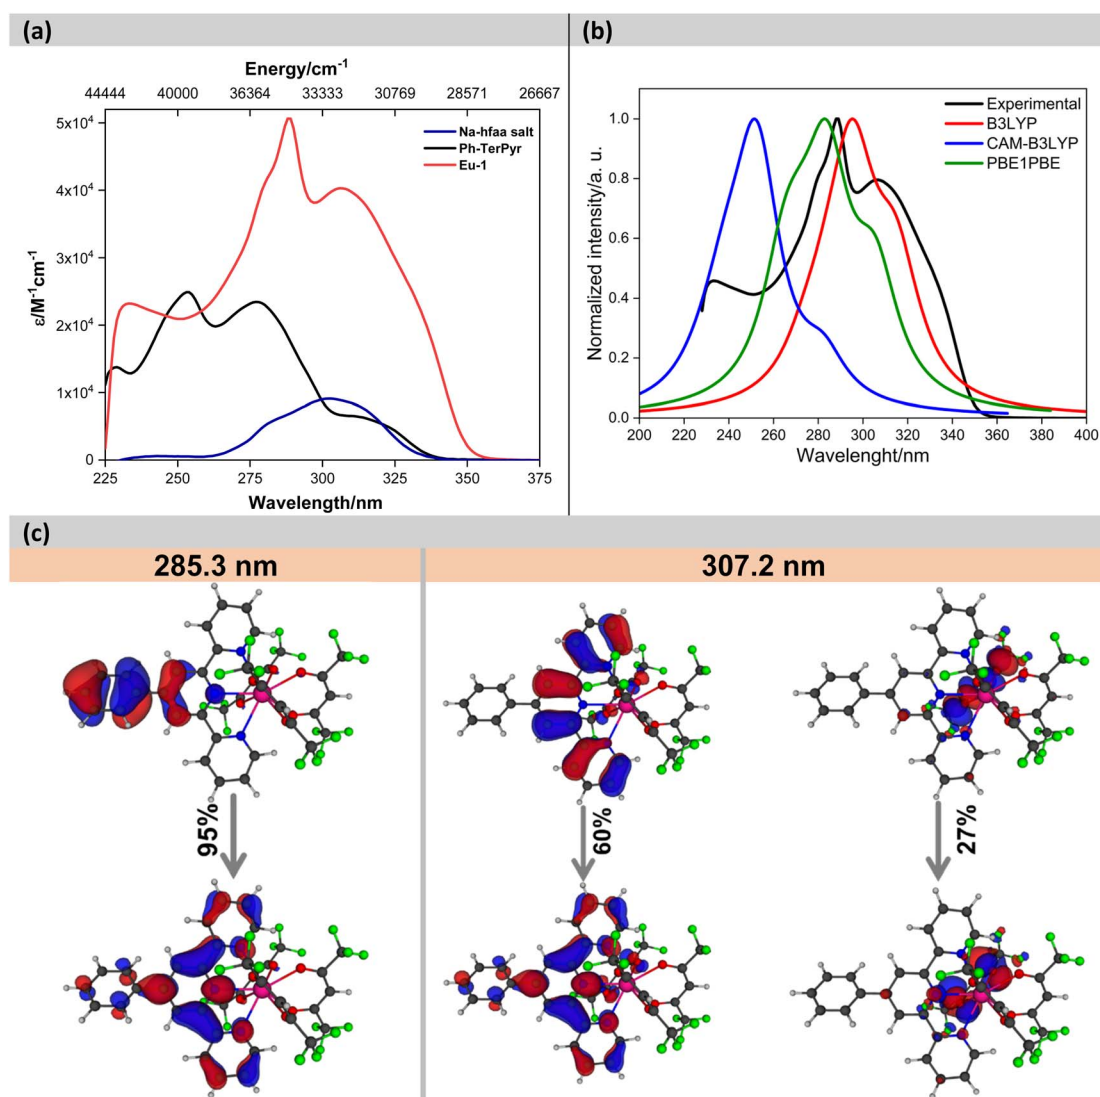 (a)
Energy/cm-1
44444 40000 36364 33333 30769 28571 26667
5x10⁴
4x10⁴
3x10⁴
2x10⁴
1x10⁴
0
ε/M-1cm-1
Na-hfaa salt
Ph-TerPyr
Eu-1
225 250 275 300 325 350 375
Wavelength/nm
(b)
1.0
0.8
0.6
0.4
0.2
0.0
Normalized intensity/a. u.
Experimental
B3LYP
CAM-B3LYP
PBE1PBE
200 220 240 260 280 300 320 340 360 380 400
Wavelenght/nm
(c)
285.3 nm
307.2 nm
95%
60%
27%